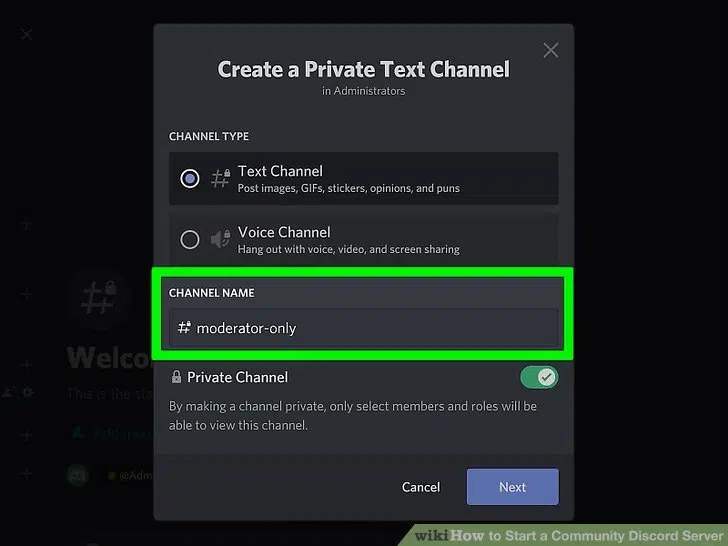 Create a Private Text Channel
in Administrators
CHANNEL TYPE
Text Channel
Post images, GIFs, stickers, opinions, and puns
Voice Channel
Hang out with voice, video, and screen sharing
CHANNEL NAME
moderator-only
Private Channel
By making a channel private, only select members and roles will be
able to view this channel.
Cancel
Next
Welco
This is the sta
@Adm
wikiHow to Start a Community Discord Server